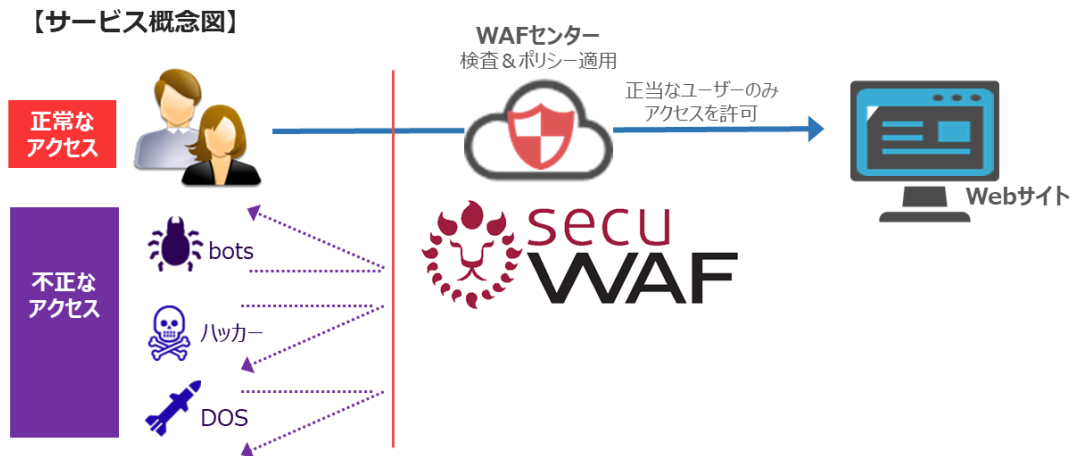 【サービス概念図】
WAFセンター
検査＆ポリシー適用
正常な
アクセス
正当なユーザーのみ
アクセスを許可
Webサイト
secu
WAF
不正な
アクセス
bots
ハッカー
DOS